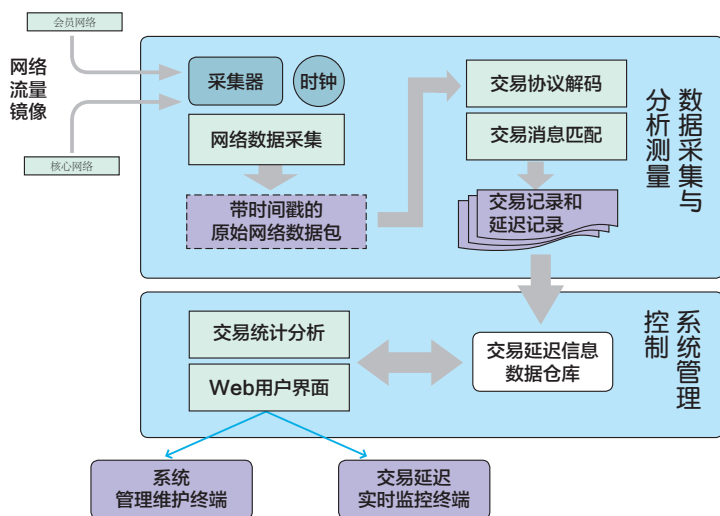 会员网络
网络
流量
镜像
核心网络
采集器
时钟
网络数据采集
带时间戳的
原始网络数据包
交易协议解码
交易消息匹配
交易记录和
延迟记录
数据采集与
分析测量
交易统计分析
Web用户界面
交易延迟信息
数据仓库
系统管理
控制
系统
管理维护终端
交易延迟
实时监控终端